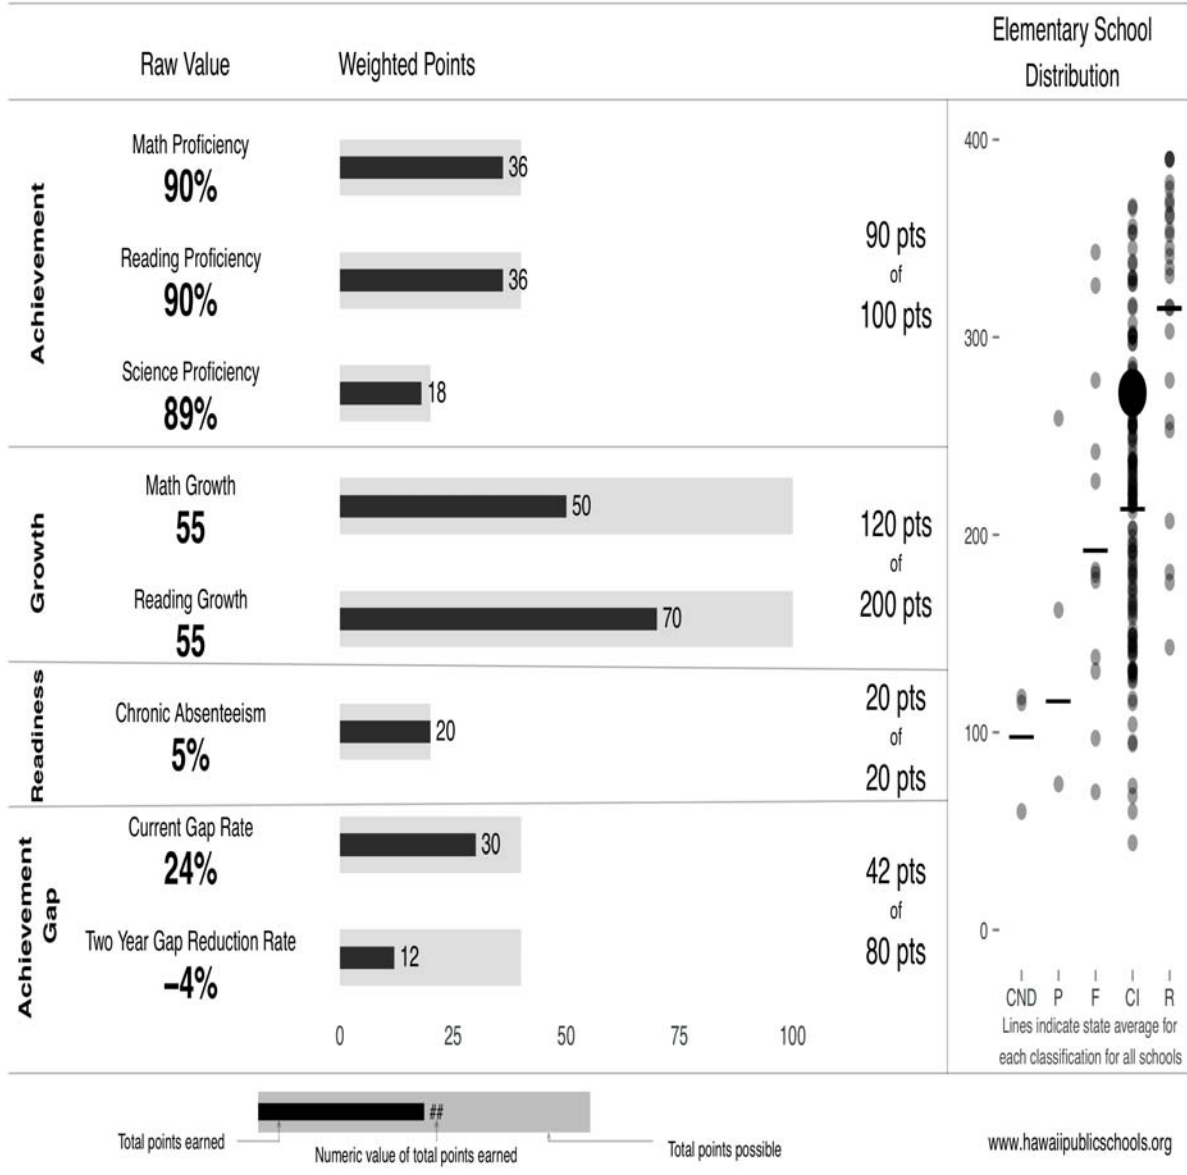 Raw Value
Weighted Points
Elementary School
Distribution
Achievement
Math Proficiency
90%
36
Reading Proficiency
90%
36
Science Proficiency
89%
18
90 pts
of
100 pts
Growth
Math Growth
55
50
Reading Growth
55
70
120 pts
of
200 pts
Readiness
Chronic Absenteeism
5%
20
20 pts
of
20 pts
Achievement
Gap
Current Gap Rate
24%
30
Two Year Gap Reduction Rate
–4%
12
42 pts
of
80 pts
0 25 50 75 100
400
300
200
100
0
CND P F CI R
Lines indicate state average for
each classification for all schools
##
Total points earned
Numeric value of total points earned
Total points possible
www.hawaiipublicschools.org